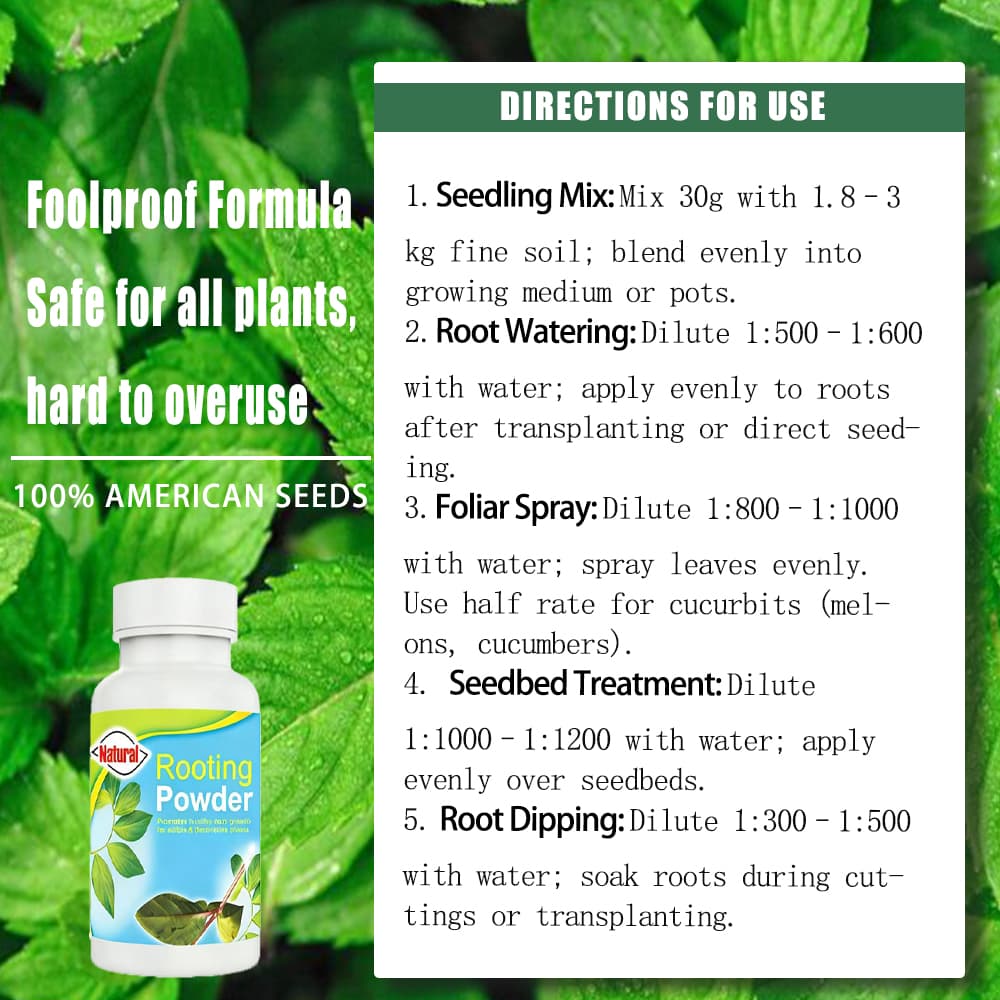 DIRECTIONS FOR USE
Foolproof Formula
Safe for all plants,
hard to overuse
100% AMERICAN SEEDS
1. Seedling Mix: Mix 30g with 1.8-3
kg fine soil; blend evenly into
growing medium or pots.
2. Root Watering: Dilute 1:500-1:600
with water; apply evenly to roots
after transplanting or direct seed-
ing.
3. Foliar Spray: Dilute 1:800-1:1000
with water; spray leaves evenly.
Use half rate for cucurbits (mel-
ons, cucumbers).
4. Seedbed Treatment: Dilute
1:1000-1:1200 with water; apply
evenly over seedbeds.
5. Root Dipping: Dilute 1:300-1:500
with water; soak roots during cut-
tings or transplanting.
Natural
Rooting
Powder